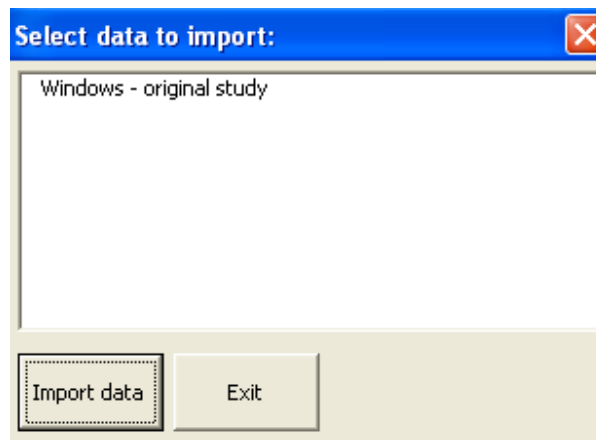 Select data to import:
Windows - original study
Import data
Exit